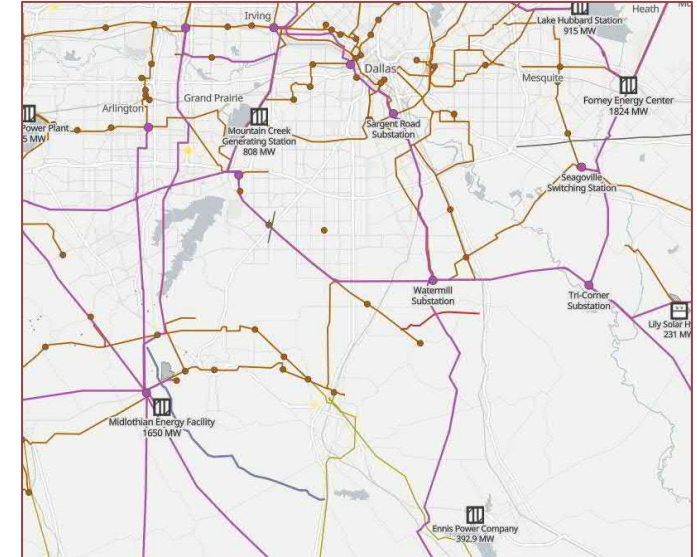 Heath
Irving
Lake Hubbard Station
915 MW
Dallas
Mesquite
Grand Prairie
Arlington
Forney Energy Center
1824 MW
Power Plant
5 MW
Mountain Creek
Generating Station
808 MW
Sargent Road
Substation
Seagoville
Switching Station
Watermill
Substation
Tri-Corner
Substation
Lily Solar H
231 MW
Midlothian Energy Facility
1650 MW
Ennis Power Company
392.9 MW